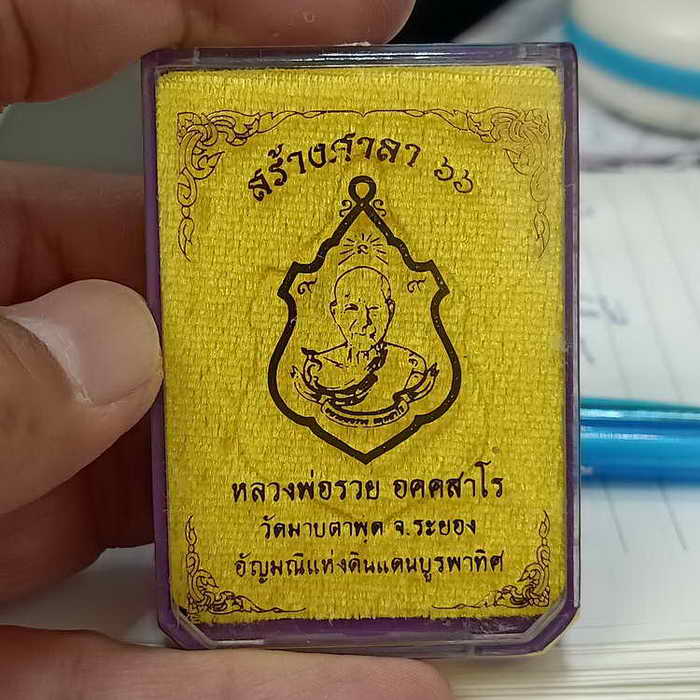 สร้างศาลา ๖๖
๙ ๙
หลวงพ่อรวย อคคสาโร
วัดมาบตาพุด จ.ระยอง
อัญมณีแห่งดินแดนบูรพาทิศ